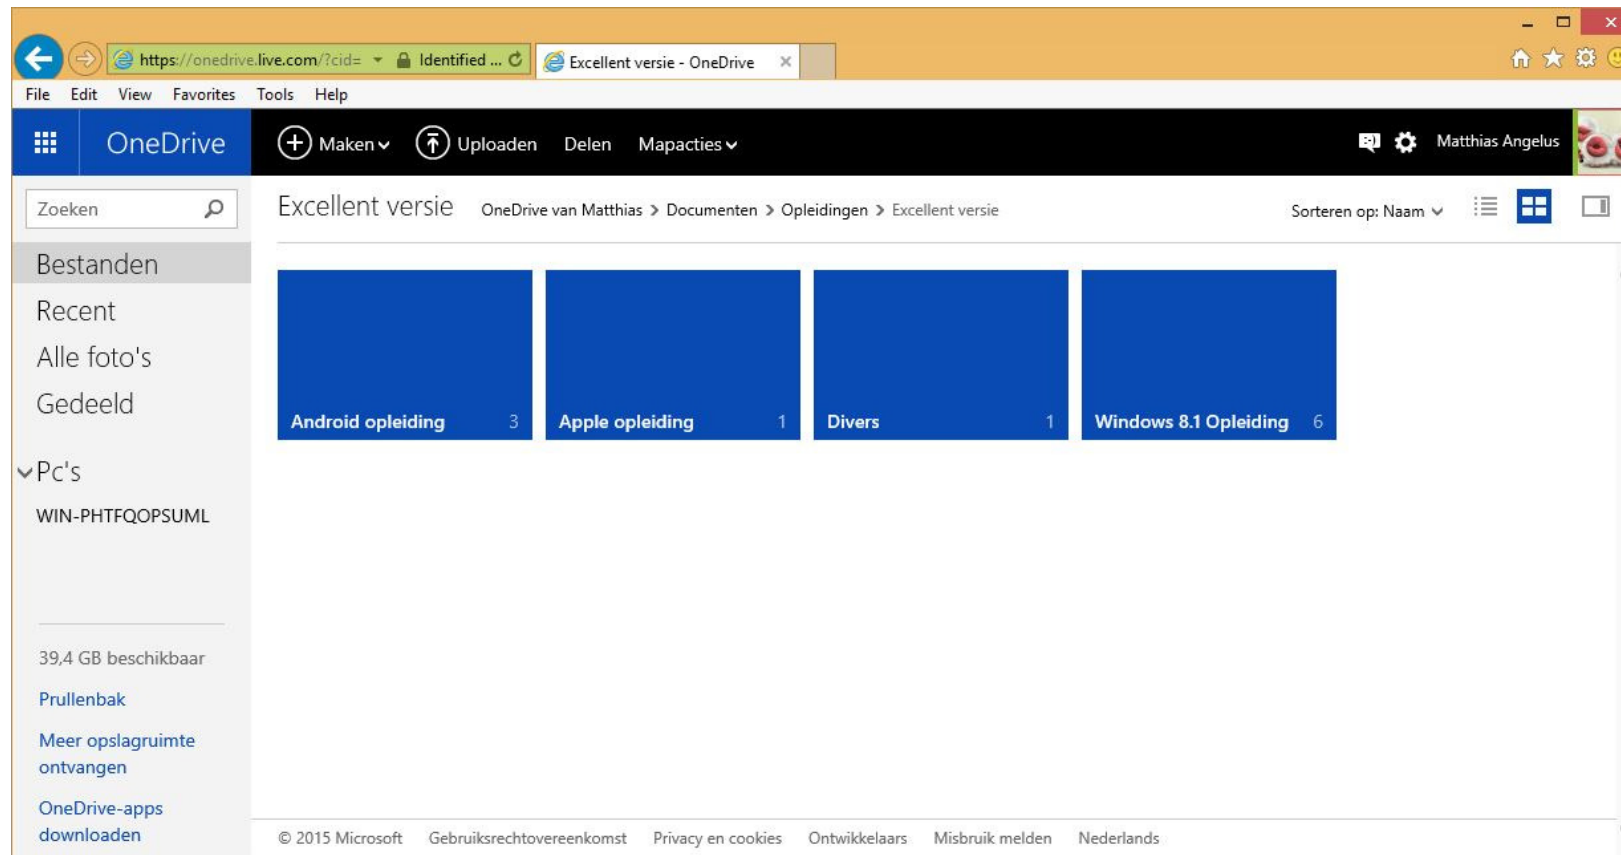 https://onedrive.live.com/?cid= Identified ... Excellent versie - OneDrive
File Edit View Favorites Tools Help
OneDrive Maken Uploaden Delen Mapacties Matthias Angelus
Zoeken
Excellent versie OneDrive van Matthias > Documenten > Opleidingen > Excellent versie Sorteren op: Naam
Bestanden
Recent
Alle foto's
Gedeeld
Android opleiding 3 Apple opleiding 1 Divers 1 Windows 8.1 Opleiding 6
Pc's
WIN-PHTFQOPSUML
39,4 GB beschikbaar
Prullenbak
Meer opslagruimte
ontvangen
OneDrive-apps
downloaden
© 2015 Microsoft Gebruiksrechtovereenkomst Privacy en cookies Ontwikkelaars Misbruik melden Nederlands